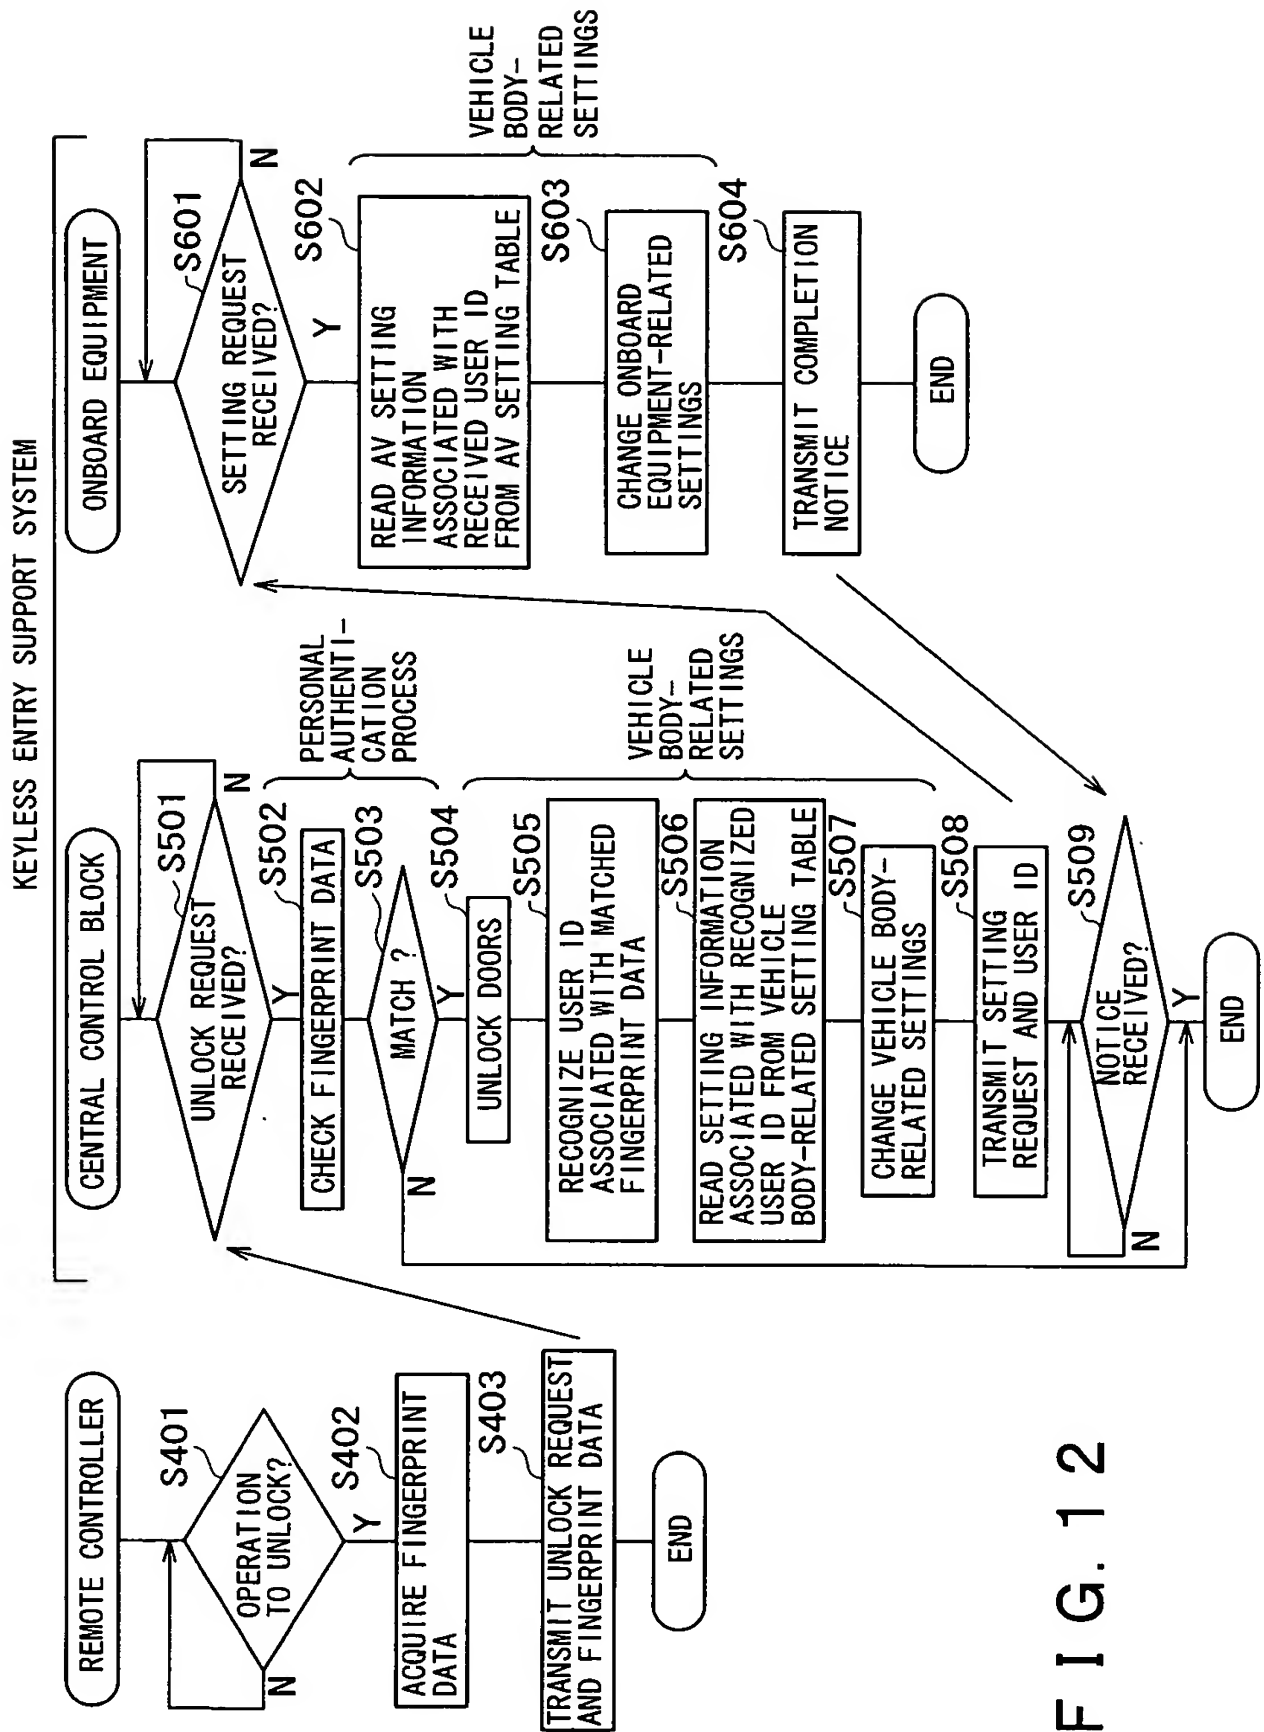 KEYLESS ENTRY SUPPORT SYSTEM
REMOTE CONTROLLER
S401
OPERATION
TO UNLOCK?
N
Y
S402
ACQUIRE FINGERPRINT
DATA
S403
TRANSMIT UNLOCK REQUEST
AND FINGERPRINT DATA
END
CENTRAL CONTROL BLOCK
S501
UNLOCK REQUEST
RECEIVED?
N
Y
S502
CHECK FINGERPRINT DATA
S503
MATCH ?
PERSONAL
AUTHENTI-
CATION
PROCESS
N
Y
S504
UNLOCK DOORS
S505
RECOGNIZE USER ID
ASSOCIATED WITH MATCHED
FINGERPRINT DATA
S506
READ SETTING INFORMATION
ASSOCIATED WITH RECOGNIZED
USER ID FROM VEHICLE
BODY-RELATED SETTING TABLE
VEHICLE
BODY-
RELATED
SETTINGS
S507
CHANGE VEHICLE BODY-
RELATED SETTINGS
S508
TRANSMIT SETTING
REQUEST AND USER ID
S509
NOTICE
RECEIVED?
N
Y
END
ONBOARD EQUIPMENT
S601
SETTING REQUEST
RECEIVED?
N
Y
S602
READ AV SETTING
INFORMATION
ASSOCIATED WITH
RECEIVED USER ID
FROM AV SETTING TABLE
VEHICLE
BODY-
RELATED
SETTINGS
S603
CHANGE ONBOARD
EQUIPMENT-RELATED
SETTINGS
S604
TRANSMIT COMPLETION
NOTICE
END
FIG. 12